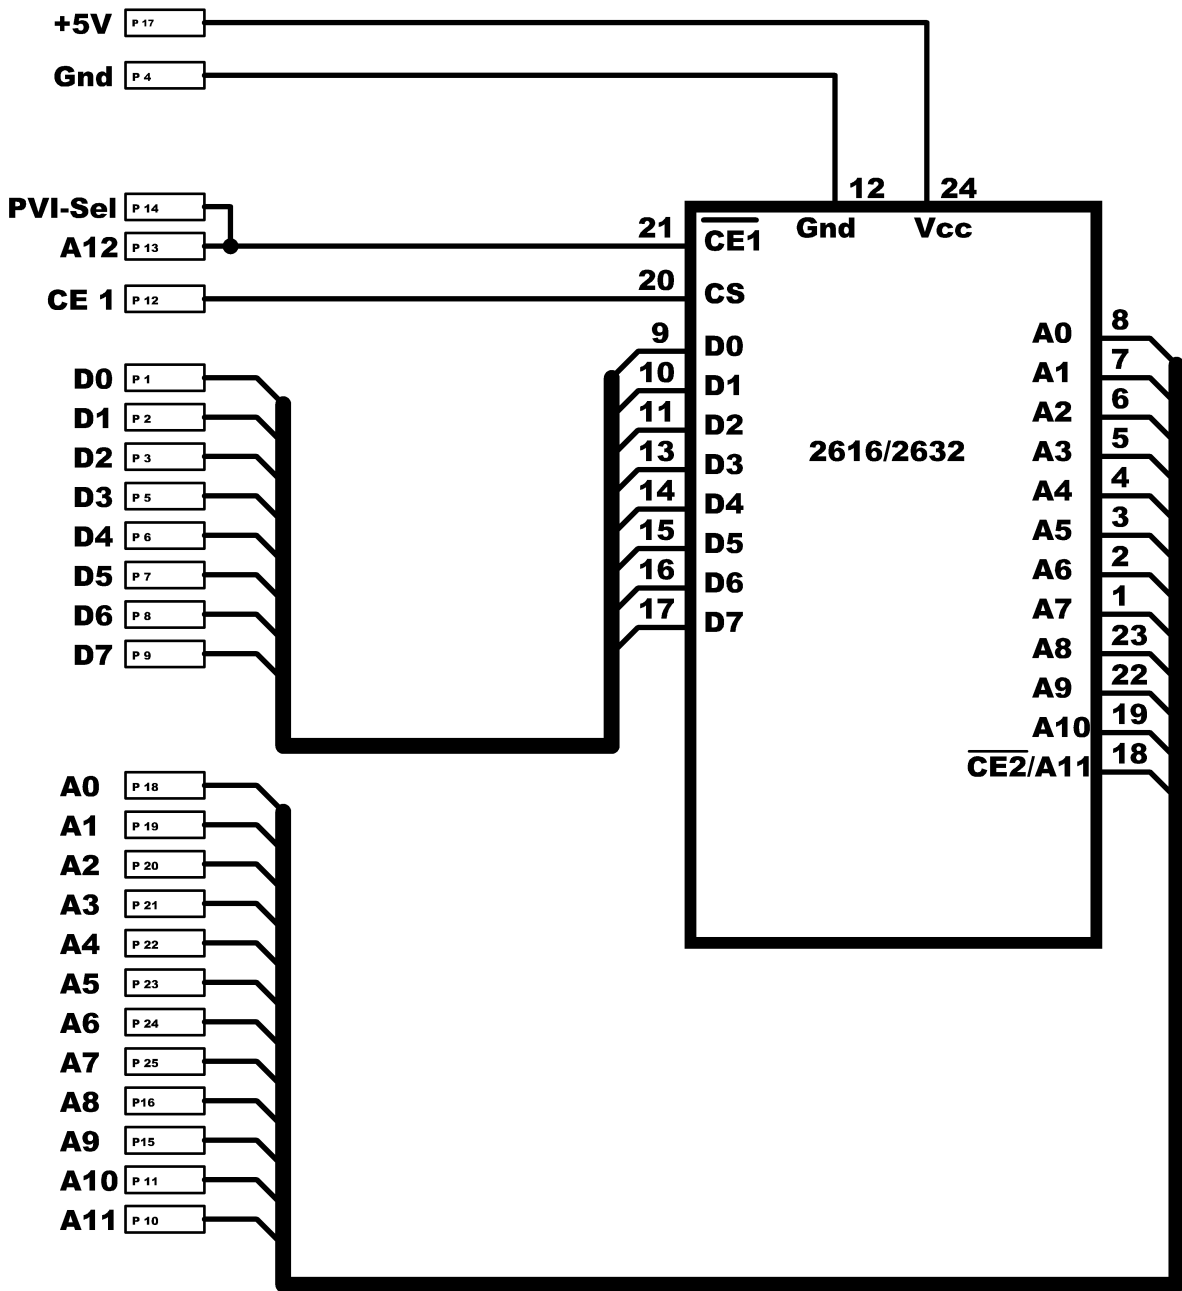 +5V P 17
Gnd P 4
12 24
PVI-Sel P 14
21 CE1 Gnd Vcc
A12 P 13
20 CS
CE 1 P 12
9 D0 A0 8
D0 P 1
10 D1 A1 7
D1 P 2
11 D2 A2 6
D2 P 3
13 D3 2616/2632 A3 5
D3 P 5
14 D4 A4 4
D4 P 6
15 D5 A5 3
D5 P 7
16 D6 A6 2
D6 P 8
17 D7 A7 1
D7 P 9
A8 23
A9 22
A10 19
CE2/A11 18
A0 P 18
A1 P 19
A2 P 20
A3 P 21
A4 P 22
A5 P 23
A6 P 24
A7 P 25
A8 P16
A9 P15
A10 P 11
A11 P 10